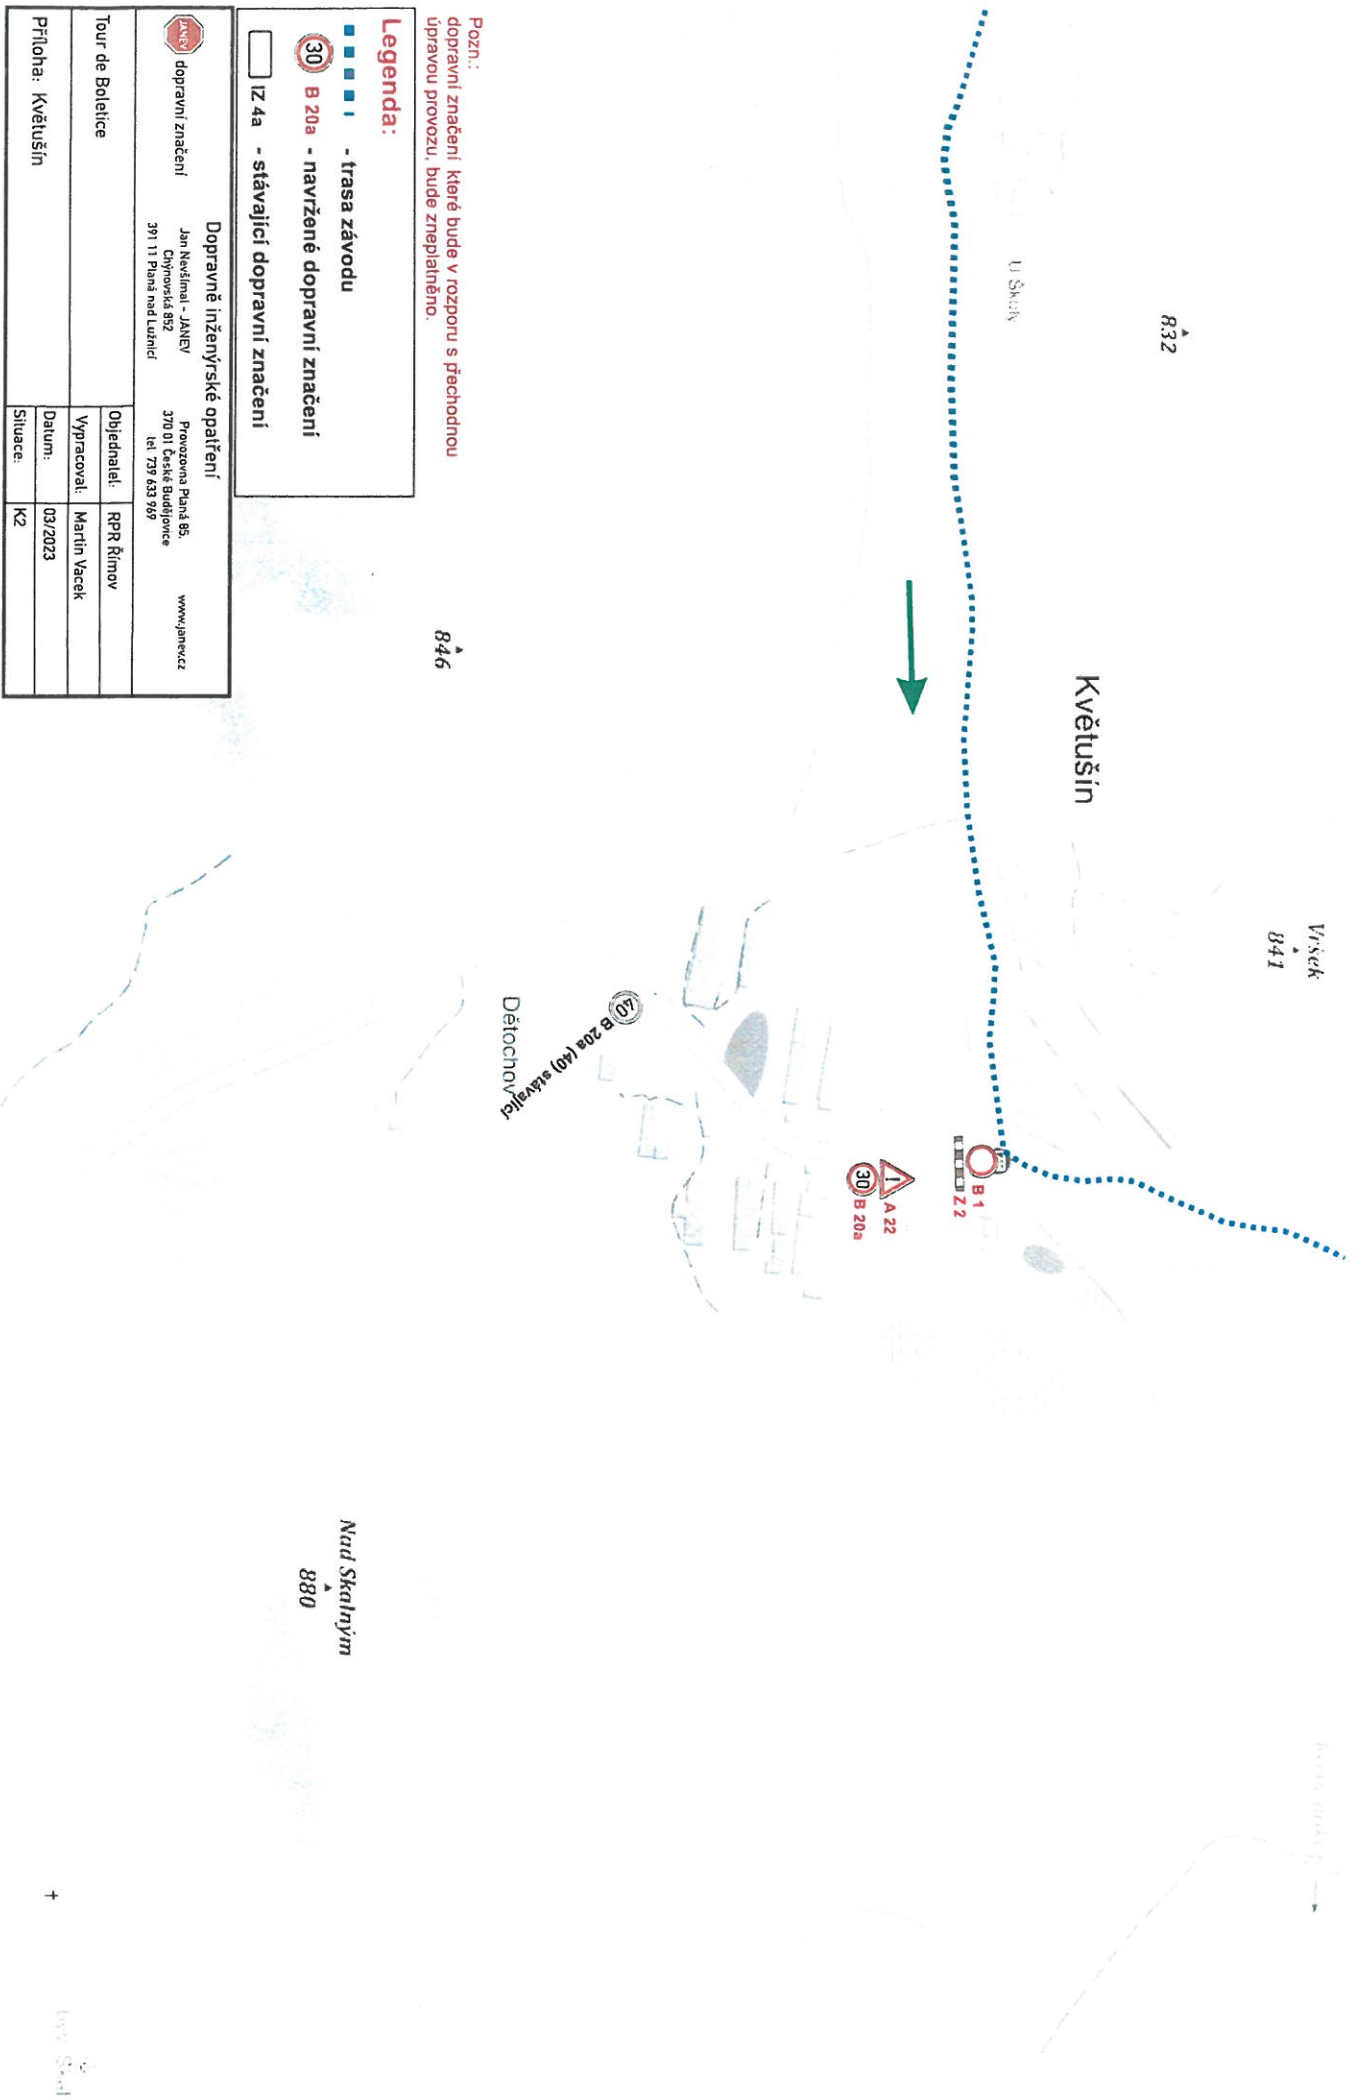 832
Vršek
841
Květušín
U Školy
B 1
Z 2
A 22
!
30
B 20a
40
B 20a (40) stávající
Dětochov
846
Nad Skalným
880
Pozn.:
dopravní značení které bude v rozporu s přechodnou
úpravou provozu, bude zneplatněno.
Legenda:
- trasa závodu
30 B 20a - navržené dopravní značení
IZ 4a - stávající dopravní značení
Dopravně inženýrské opatření
JANEV dopravní značení
Jan Nevšímal - JANEV
Chýnovská 852
391 11 Planá nad Lužnicí
Provozovna Planá 85,
370 01 České Budějovice
tel. 739 633 969
www.janev.cz
Tour de Boletice
Objednatel: RPR Římov
Vypracoval: Martin Vacek
Příloha: Květušín
Datum: 03/2023
Situace: K2